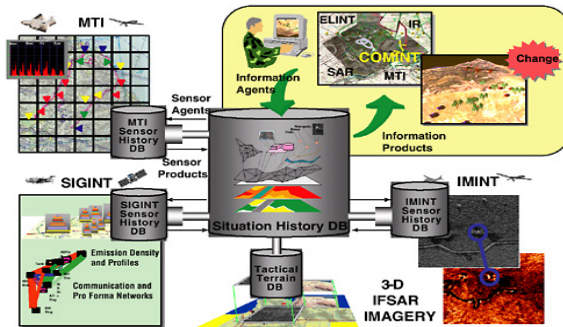 MTI
ELINT
IR
COMINT
SAR
MTI
Change
Information
Agents
Information
Products
Sensor
Agents
MTI
Sensor
History
DB
Sensor
Products
SIGINT
SIGINT
Sensor
History
DB
Situation History DB
IMINT
IMINT
Sensor
History
DB
Emission Density
and Profiles
Communication and
Pro Forma Networks
Tactical
Terrain
DB
3-D
IFSAR
IMAGERY